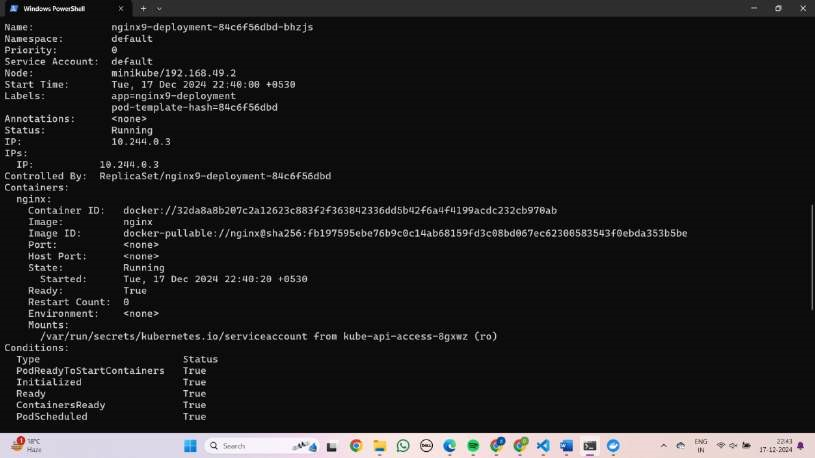 Windows PowerShell
Name: nginx9-deployment-84c6f56dbd-bhzjs
Namespace: default
Priority: 0
Service Account: default
Node: minikube/192.168.49.2
Start Time: Tue, 17 Dec 2024 22:40:00 +0530
Labels: app=nginx9-deployment
pod-template-hash=84c6f56dbd
Annotations: <none>
Status: Running
IP: 10.244.0.3
IPs:
IP: 10.244.0.3
Controlled By: ReplicaSet/nginx9-deployment-84c6f56dbd
Containers:
nginx:
Container ID: docker://32da8a8b207c2a12623c883f2f363842336dd5b42f6a4f4199acdc232cb970ab
Image: nginx
Image ID: docker-pullable://nginx@sha256:fb197595ebe76b9c0c14ab68159fd3c08bd067ec62300583543f0ebda353b5be
Port: <none>
Host Port: <none>
State: Running
Started: Tue, 17 Dec 2024 22:40:20 +0530
Ready: True
Restart Count: 0
Environment: <none>
Mounts:
/var/run/secrets/kubernetes.io/serviceaccount from kube-api-access-8gxwz (ro)
Conditions:
Type Status
PodReadyToStartContainers True
Initialized True
Ready True
ContainersReady True
PodScheduled True
1
18°C
Haze
Search
DELL
ENG
IN
22:43
17-12-2024